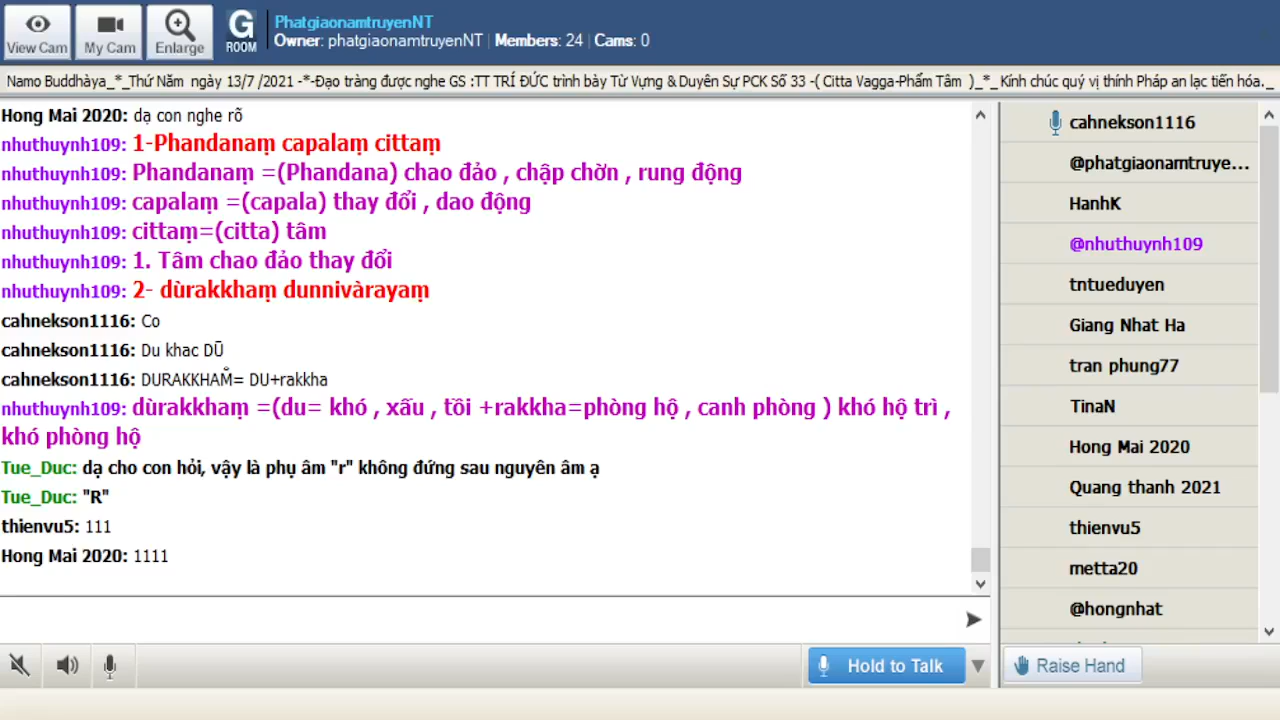 View Cam
My Cam
Enlarge
G
ROOM
PhatgiaonamtruyenNT
Owner: phatgiaonamtruyenNT | Members: 24 | Cams: 0
Namo Buddhàya_*_Thứ Năm ngày 13/7 /2021 -*-Đạo tràng được nghe GS :TT TRÍ ĐỨC trình bày Từ Vựng & Duyên Sự PCK Số 33 -( Citta Vagga-Phẩm Tâm )_*_ Kính chúc quý vị thính Pháp an lạc tiến hóa._
Hong Mai 2020: dạ con nghe rõ
nhuthuynh109: 1-Phandanaṃ capalaṃ cittaṃ
nhuthuynh109: Phandanaṃ =(Phandana) chao đảo , chập chờn , rung động
nhuthuynh109: capalaṃ =(capala) thay đổi , dao động
nhuthuynh109: cittaṃ=(citta) tâm
nhuthuynh109: 1. Tâm chao đảo thay đổi
nhuthuynh109: 2- dùrakkhaṃ dunnivàrayaṃ
cahnekson1116: Co
cahnekson1116: Du khac DŨ
cahnekson1116: DURAKKHAM̐= DU+rakkha
nhuthuynh109: dùrakkhaṃ =(du= khó , xấu , tồi +rakkha=phòng hộ , canh phòng ) khó hộ trì ,
khó phòng hộ
Tue_Duc: dạ cho con hỏi, vậy là phụ âm "r" không đứng sau nguyên âm ạ
Tue_Duc: "R"
thienvu5: 111
Hong Mai 2020: 1111
cahnekson1116
@phatgiaonamtruye...
HanhK
@nhuthuynh109
tntueduyen
Giang Nhat Ha
tran phung77
TinaN
Hong Mai 2020
Quang thanh 2021
thienvu5
metta20
@hongnhat
Hold to Talk
Raise Hand